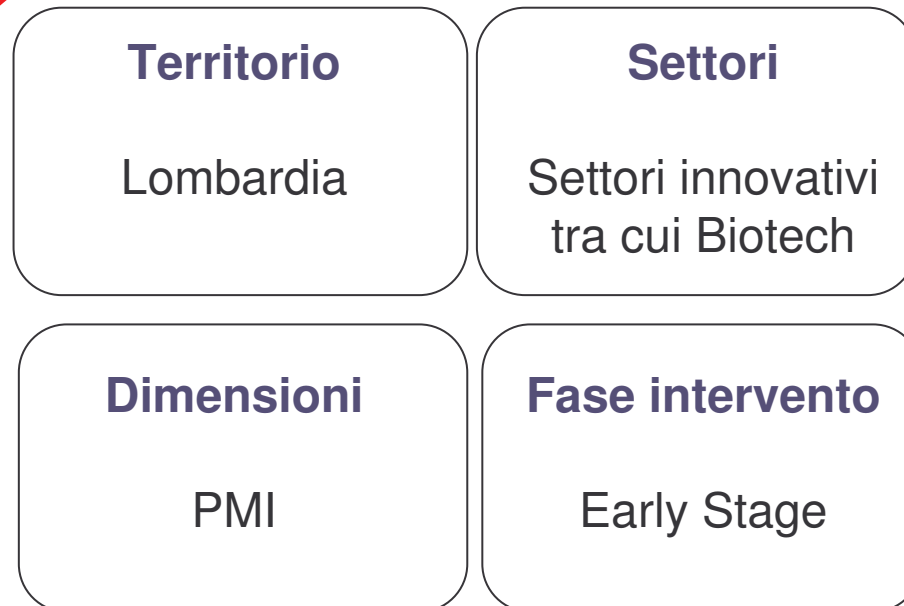 Territorio
Lombardia
Settori
Settori innovativi
tra cui Biotech
Dimensioni
PMI
Fase intervento
Early Stage